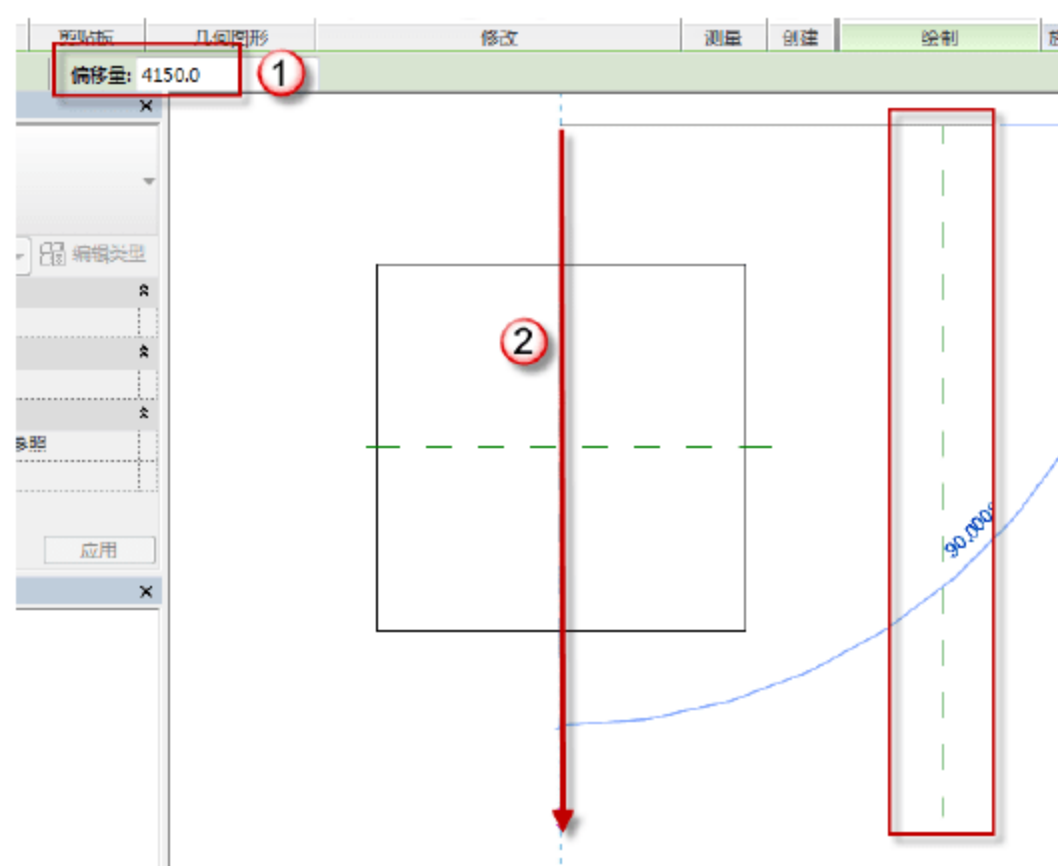 剪贴板 几何图形 修改 测量 创建 绘制
偏移量: 4150.0 1
编辑类型
2
参照
90.000°
应用